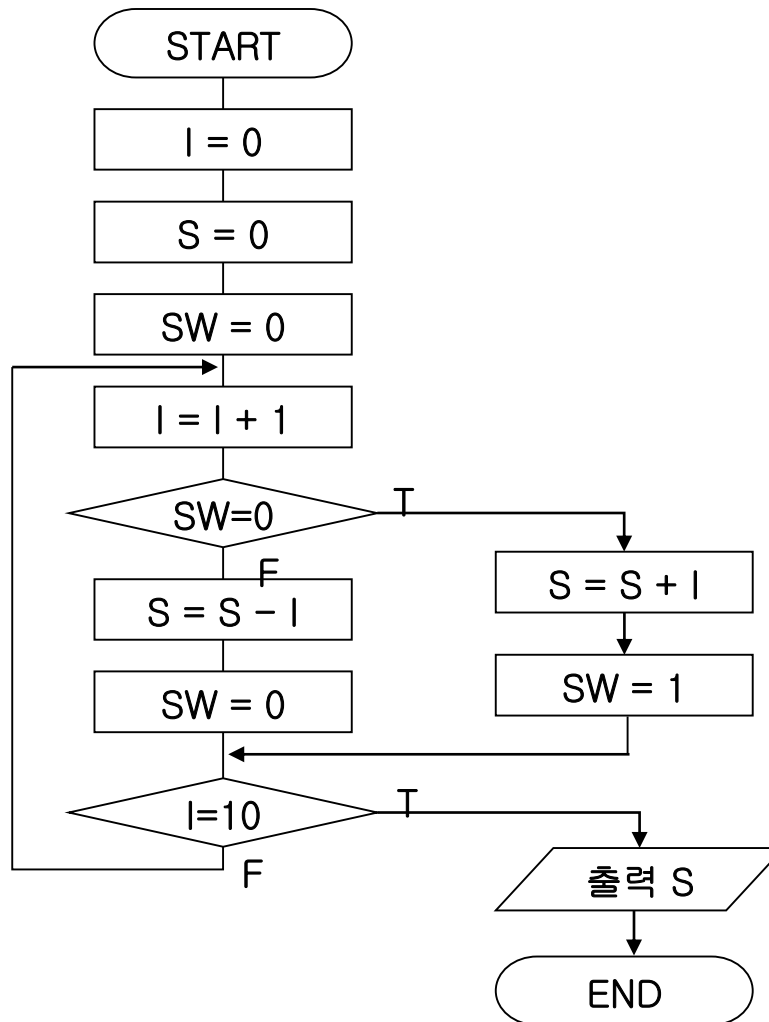 START
I = 0
S = 0
SW = 0
I = I + 1
SW=0
T
F
S = S - I
S = S + I
SW = 0
SW = 1
I=10
T
F
출력 S
END